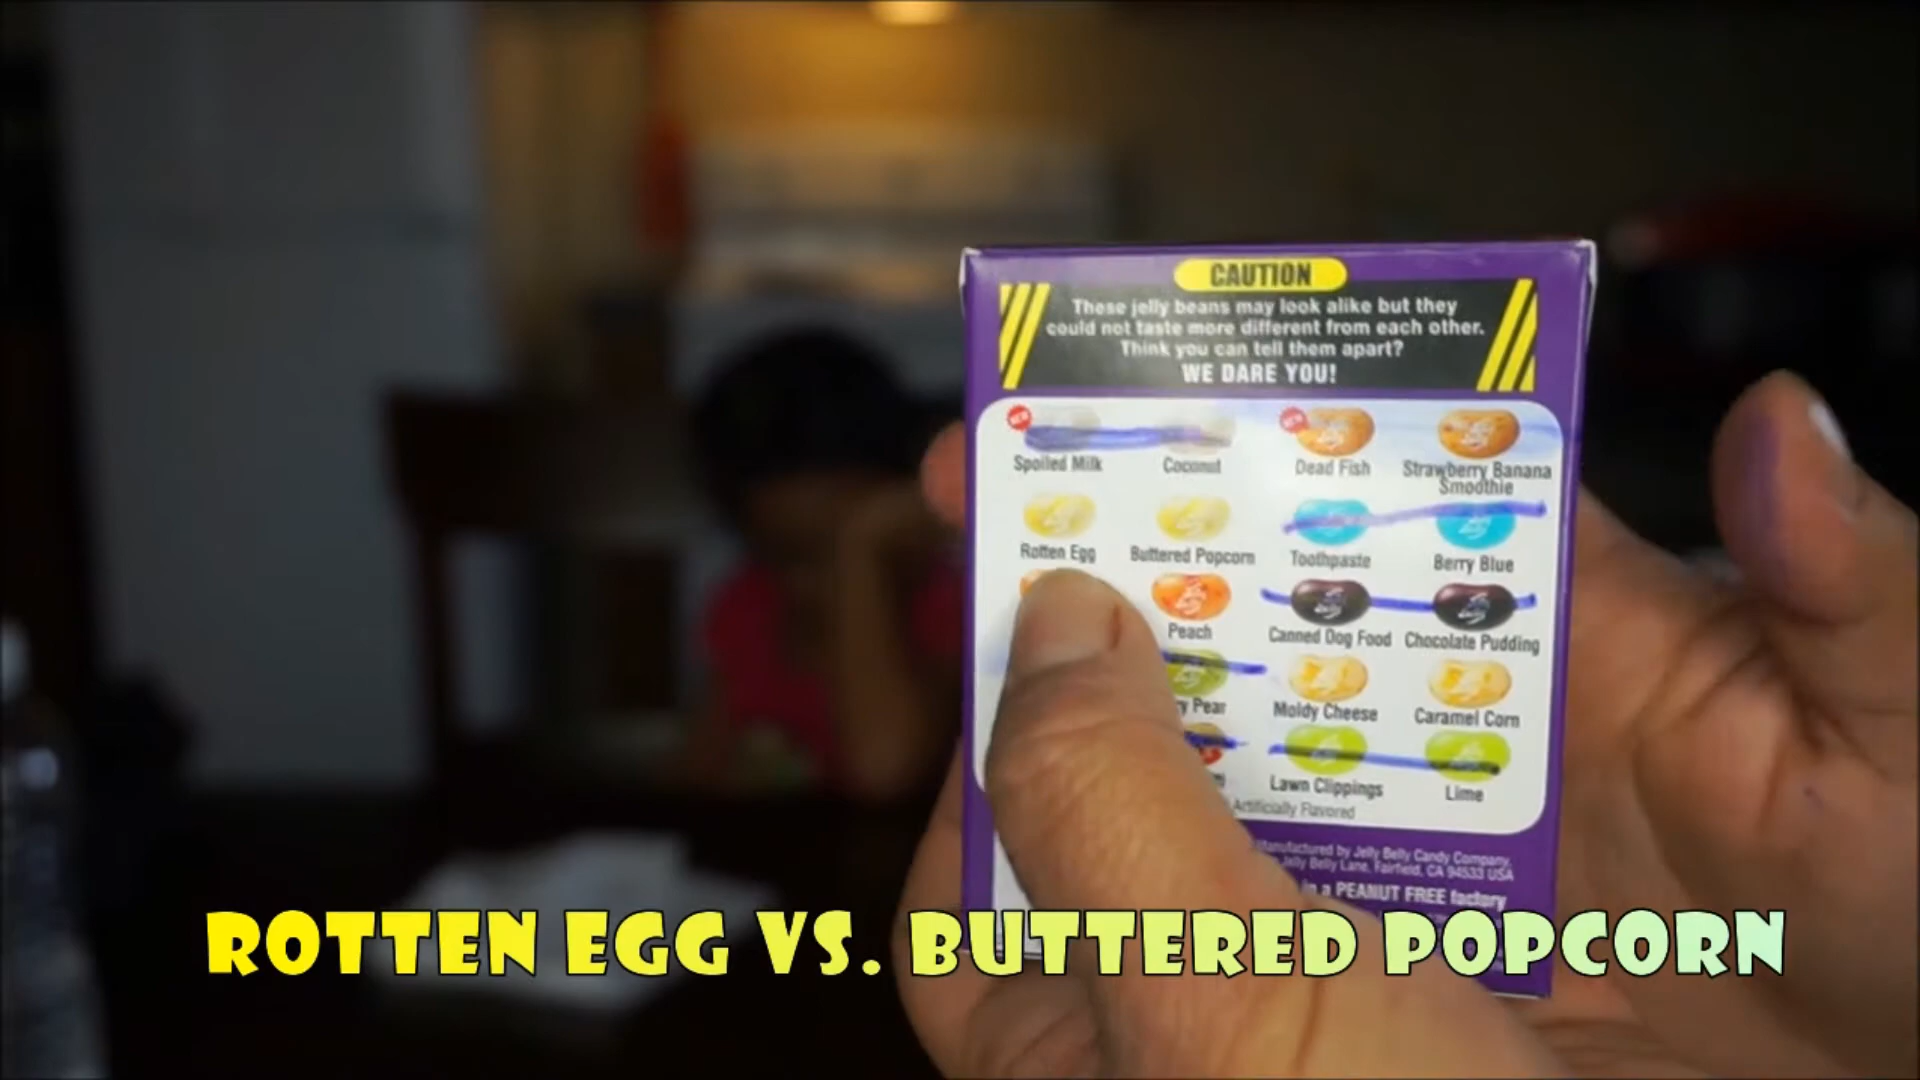 CAUTION
These jelly beans may look alike but they
could not taste more different from each other.
Think you can tell them apart?
WE DARE YOU!
NEW NEW
Spoiled Milk Coconut Dead Fish Strawberry Banana
Smoothie
Rotten Egg Buttered Popcorn Toothpaste Berry Blue
Peach Canned Dog Food Chocolate Pudding
Pear Moldy Cheese Caramel Corn
Lawn Clippings Lime
Artificially Flavored
Manufactured by Jelly Belly Candy Company,
Jelly Belly Lane, Fairfield, CA 94533 USA
in a PEANUT FREE factory
ROTTEN EGG VS. BUTTERED POPCORN